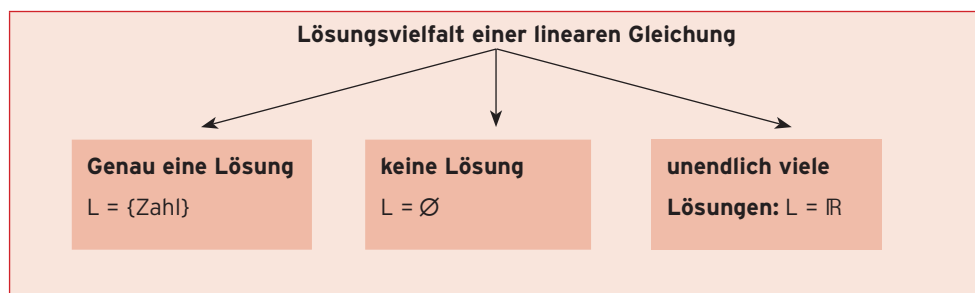 Lösungsvielfalt einer linearen Gleichung
Genau eine Lösung
L = {Zahl}
keine Lösung
L = Ø
unendlich viele
Lösungen: L = ℝ